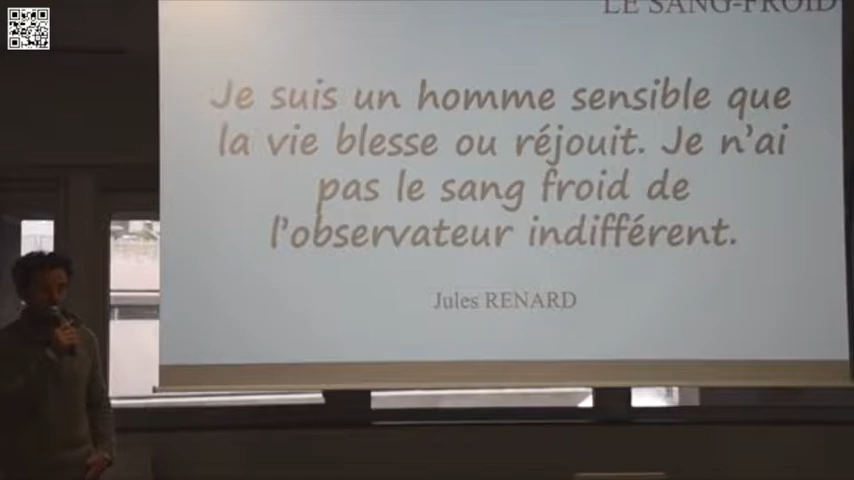 LE SANG-FROID
Je suis un homme sensible que
la vie blesse ou réjouit. Je n'ai
pas le sang froid de
l'observateur indifférent.
Jules RENARD